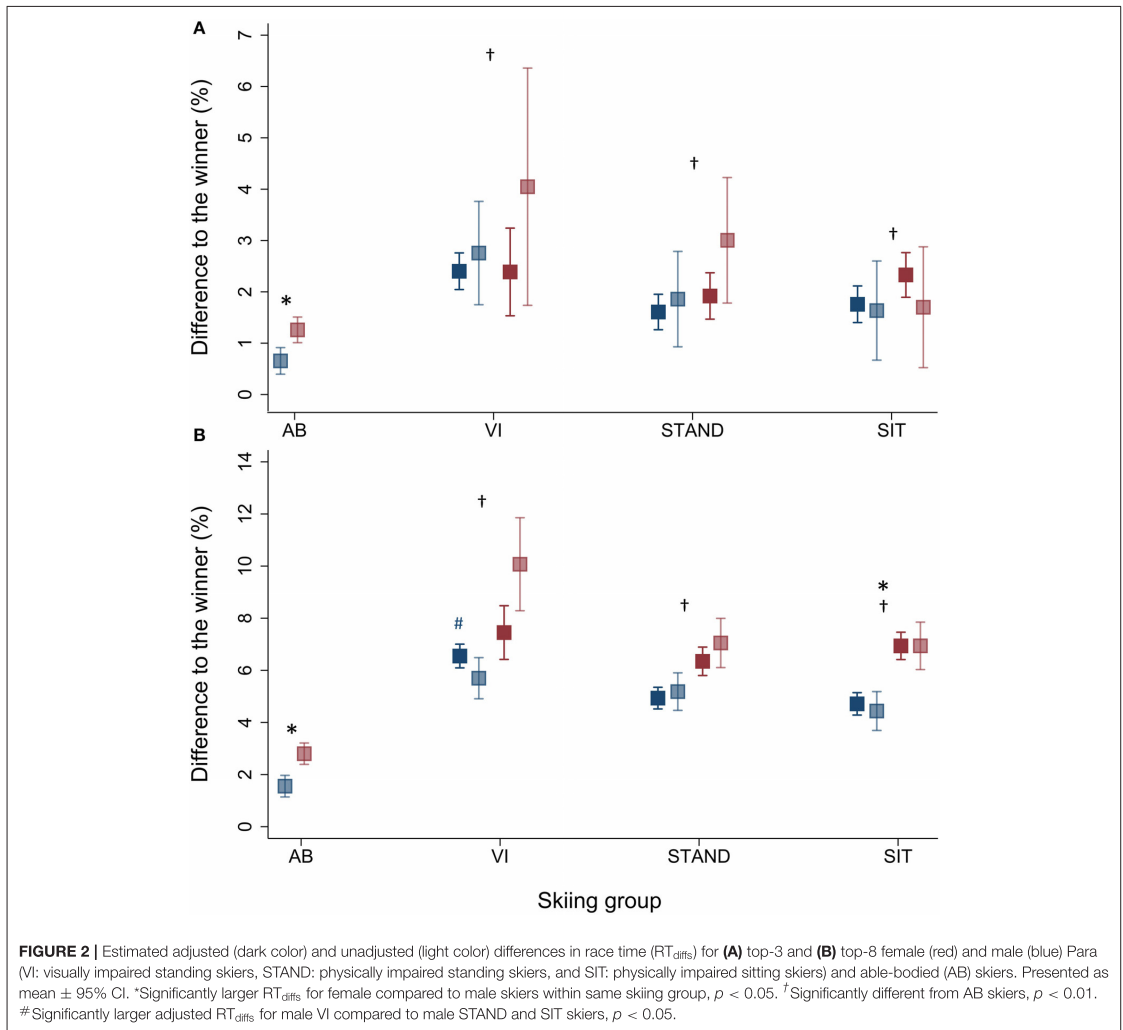 A
Difference to the winner (%)
7
6
5
4
3
2
1
0
†
†
†
*
AB VI STAND SIT
B
Difference to the winner (%)
14
12
10
8
6
4
2
0
†
#
†
*
†
*
AB VI STAND SIT
Skiing group
FIGURE 2 | Estimated adjusted (dark color) and unadjusted (light color) differences in race time (RTdiffs) for (A) top-3 and (B) top-8 female (red) and male (blue) Para
(VI: visually impaired standing skiers, STAND: physically impaired standing skiers, and SIT: physically impaired sitting skiers) and able-bodied (AB) skiers. Presented as
mean ± 95% CI. *Significantly larger RTdiffs for female compared to male skiers within same skiing group, p < 0.05. †Significantly different from AB skiers, p < 0.01.
#Significantly larger adjusted RTdiffs for male VI compared to male STAND and SIT skiers, p < 0.05.